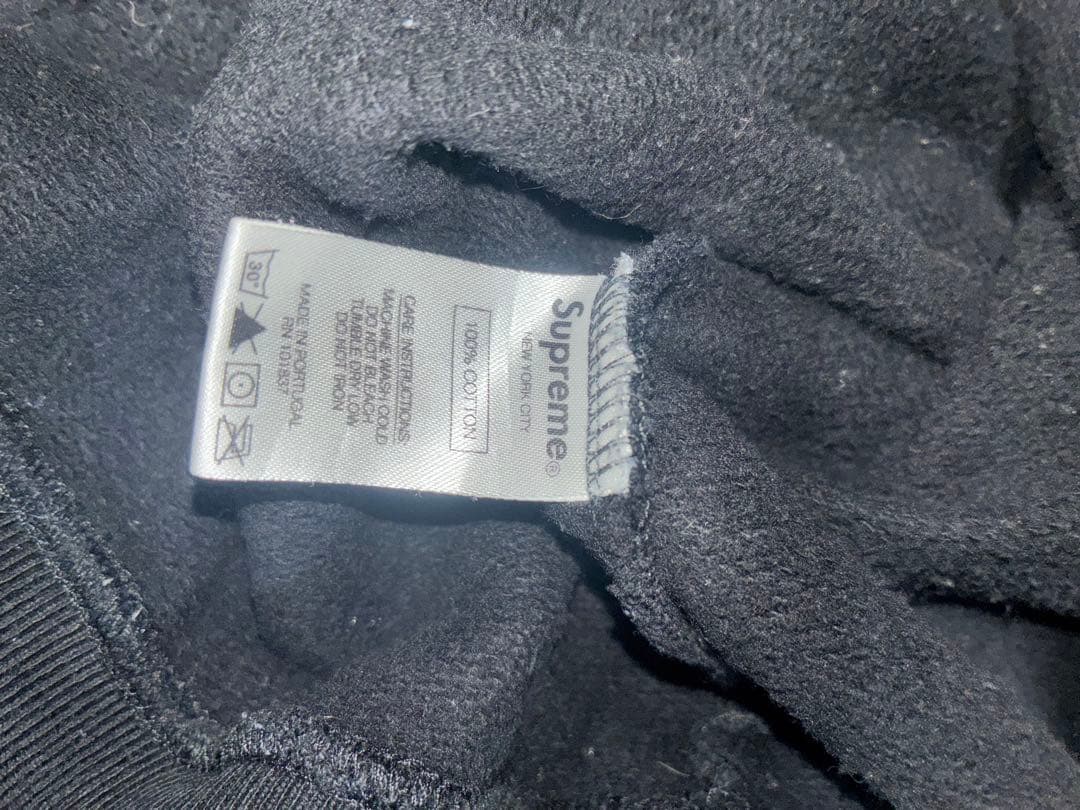 Supreme®
NEW YORK CITY
100% COTTON
CARE INSTRUCTIONS
MACHINE WASH COLD
DO NOT BLEACH
TUMBLE DRY LOW
DO NOT IRON
MADE IN PORTUGAL
RN 101837
30°